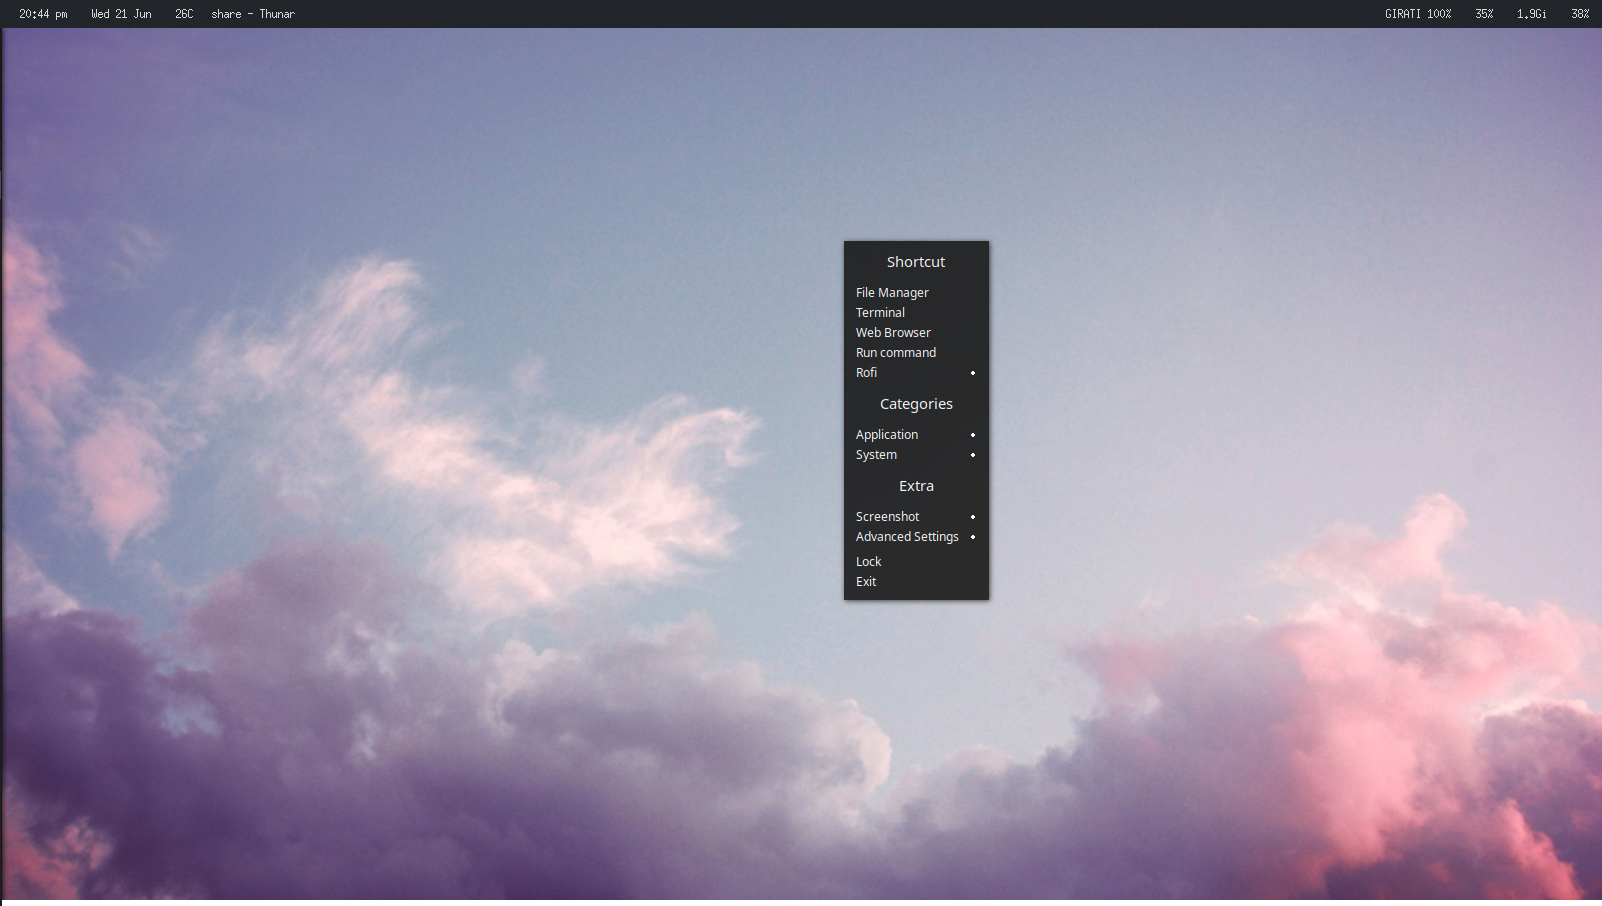 20:44 pm Wed 21 Jun 26C share - Thunar GIRATI 100% 35% 1.9Gi 38%
Shortcut
File Manager
Terminal
Web Browser
Run command
Rofi
Categories
Application
System
Extra
Screenshot
Advanced Settings
Lock
Exit